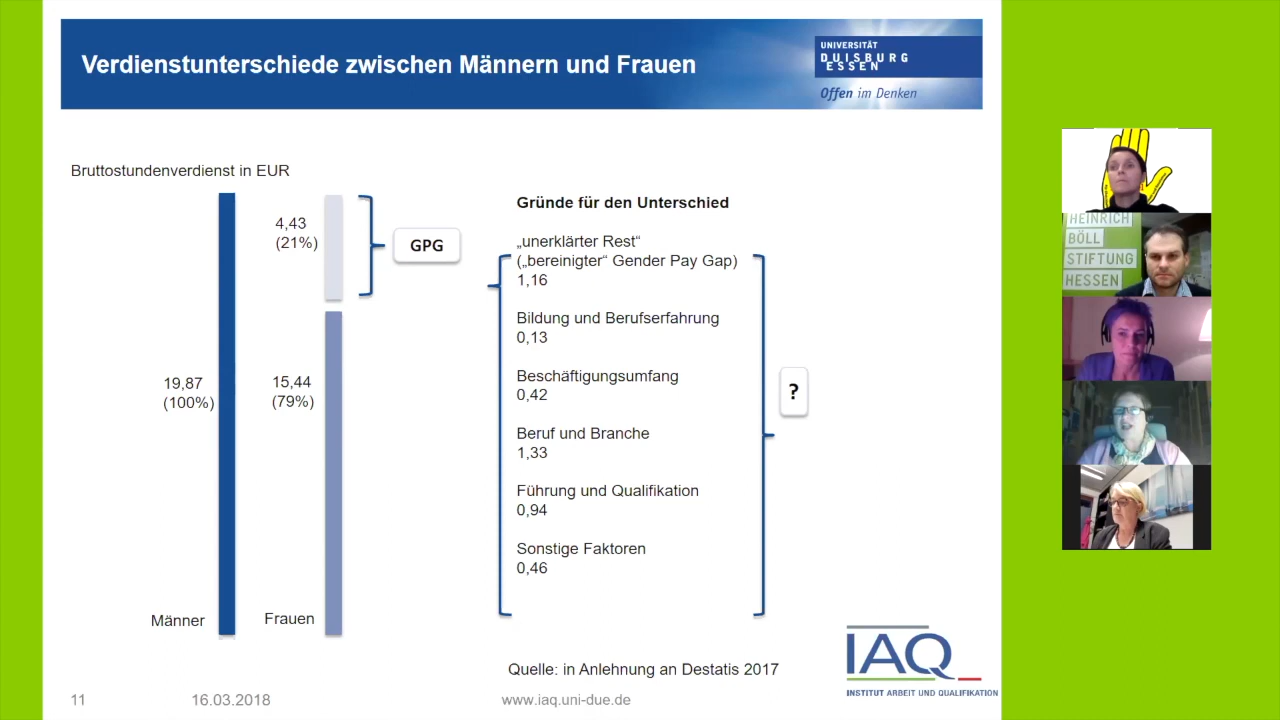 Verdienstunterschiede zwischen Männern und Frauen
UNIVERSITÄT
DUISBURG
ESSEN
Offen im Denken
Bruttostundenverdienst in EUR
4,43
(21%)
GPG
19,87
(100%)
15,44
(79%)
Männer
Frauen
Gründe für den Unterschied
„unerklärter Rest“
(„bereinigter“ Gender Pay Gap)
1,16
Bildung und Berufserfahrung
0,13
Beschäftigungsumfang
0,42
Beruf und Branche
1,33
Führung und Qualifikation
0,94
Sonstige Faktoren
0,46
?
Quelle: in Anlehnung an Destatis 2017
IAQ
INSTITUT ARBEIT UND QUALIFIKATION
11
16.03.2018
www.iaq.uni-due.de
HEINRICH
BÖLL
STIFTUNG
HESSEN